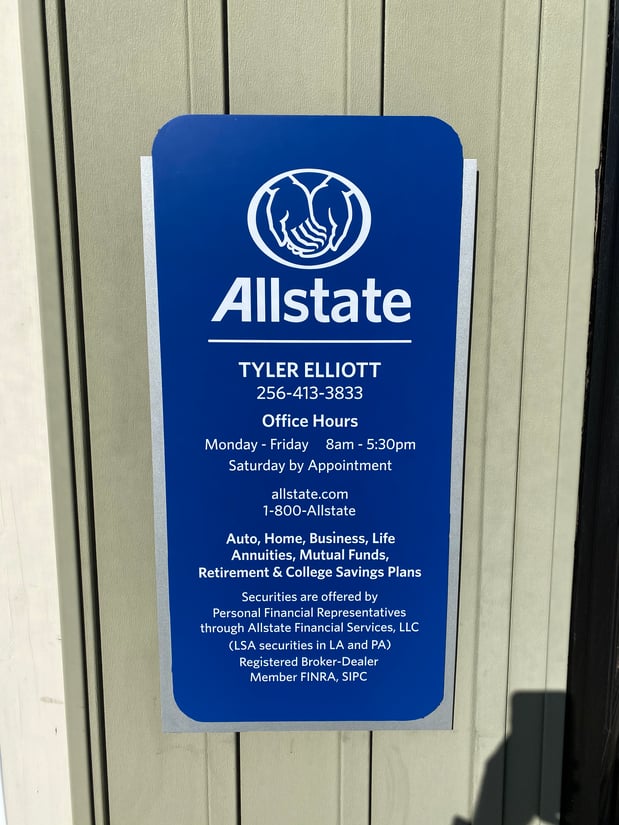 Allstate
TYLER ELLIOTT
256-413-3833
Office Hours
Monday - Friday 8am - 5:30pm
Saturday by Appointment
allstate.com
1-800-Allstate
Auto, Home, Business, Life
Annuities, Mutual Funds,
Retirement & College Savings Plans
Securities are offered by
Personal Financial Representatives
through Allstate Financial Services, LLC
(LSA securities in LA and PA)
Registered Broker-Dealer
Member FINRA, SIPC